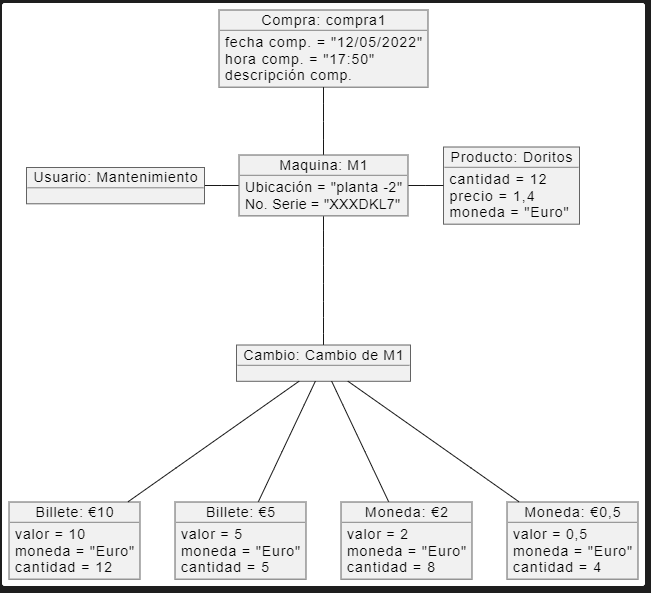 Compra: compra1
fecha comp. = "12/05/2022"
hora comp. = "17:50"
descripción comp.
Usuario: Mantenimiento
Maquina: M1
Ubicación = "planta -2"
No. Serie = "XXXDKL7"
Producto: Doritos
cantidad = 12
precio = 1,4
moneda = "Euro"
Cambio: Cambio de M1
Billete: €10
valor = 10
moneda = "Euro"
cantidad = 12
Billete: €5
valor = 5
moneda = "Euro"
cantidad = 5
Moneda: €2
valor = 2
moneda = "Euro"
cantidad = 8
Moneda: €0,5
valor = 0,5
moneda = "Euro"
cantidad = 4